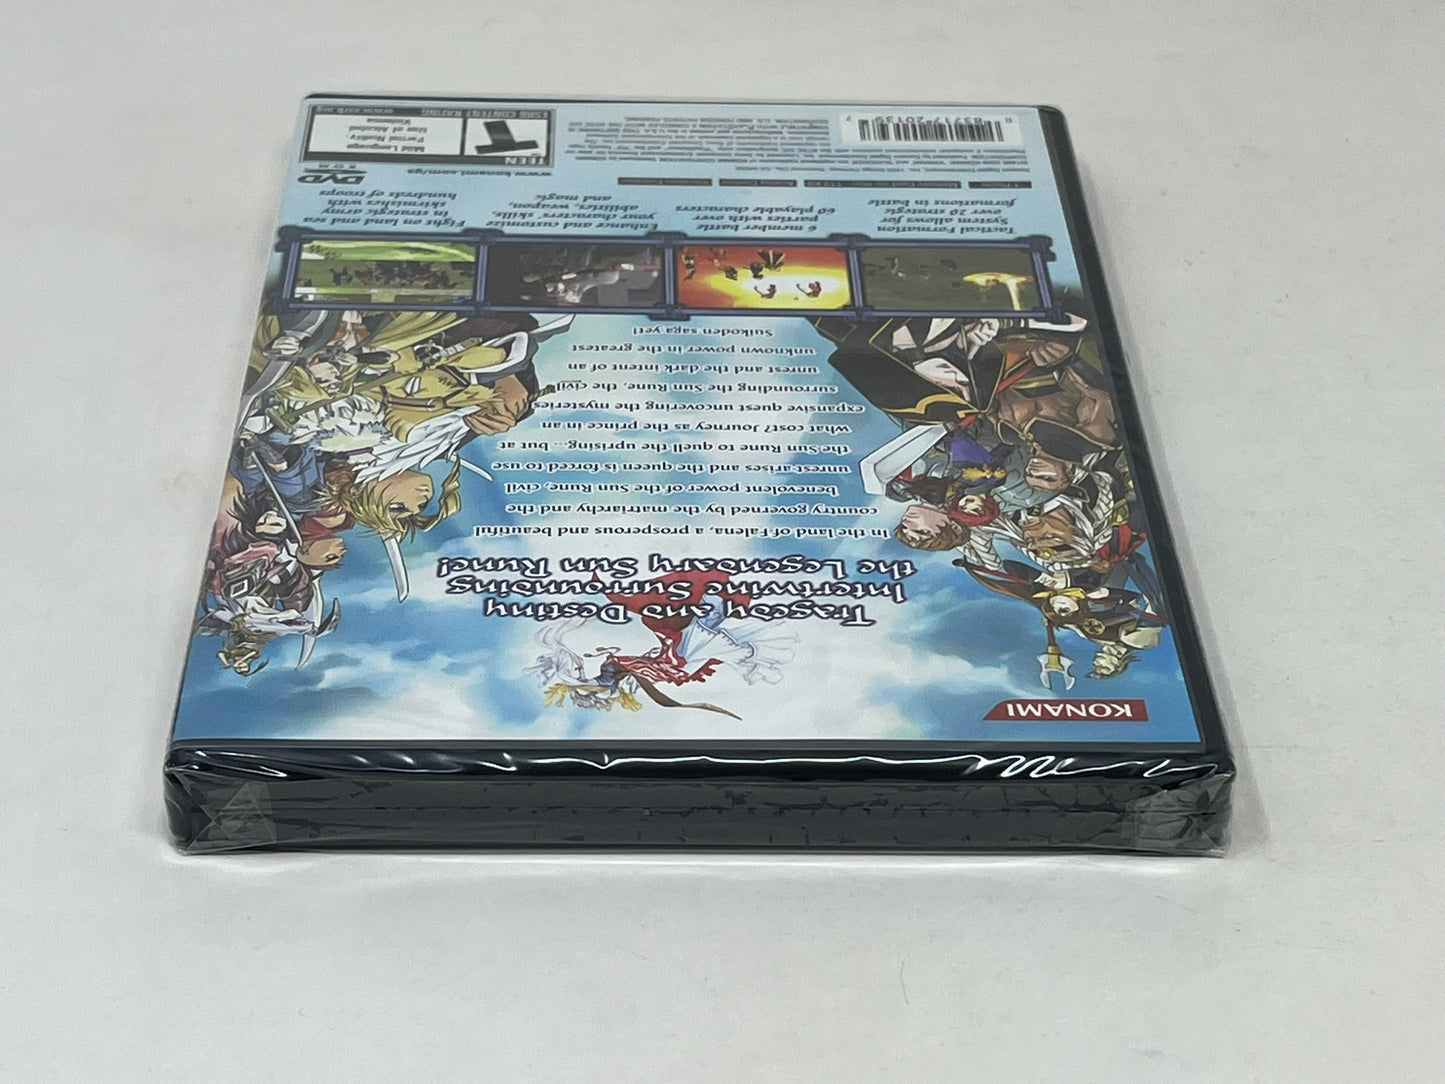 KONAMI
Tragedy and Destiny
Intertwine Surrounding
the Legendary Sun Rune!
In the land of Falena, a prosperous and beautiful
country governed by the matriarchy and the
benevolent power of the Sun Rune, civil
unrest arises and the queen is forced to use
the Sun Rune to quell the uprising... but at
what cost? Journey as the prince in an
expansive quest uncovering the mysteries
surrounding the Sun Rune, the civil
unrest and the dark intent of an
unknown power in the greatest
Suikoden saga yet!
Tactical Formation
System allows for
over 20 strategic
formations in battle
6 member battle
parties with over
60 playable characters
Enhance and customize
your characters' skills,
abilities, weapon,
and magic
Fight on land and sea
in strategic army
skirmishes with
hundreds of troops
1 Player
DVD
ROM
www.konami.com/gs
TEEN
T
ESRB CONTENT RATING
www.esrb.org
Mild Language
Partial Nudity
Use of Alcohol
Violence
0 83717 20139 7